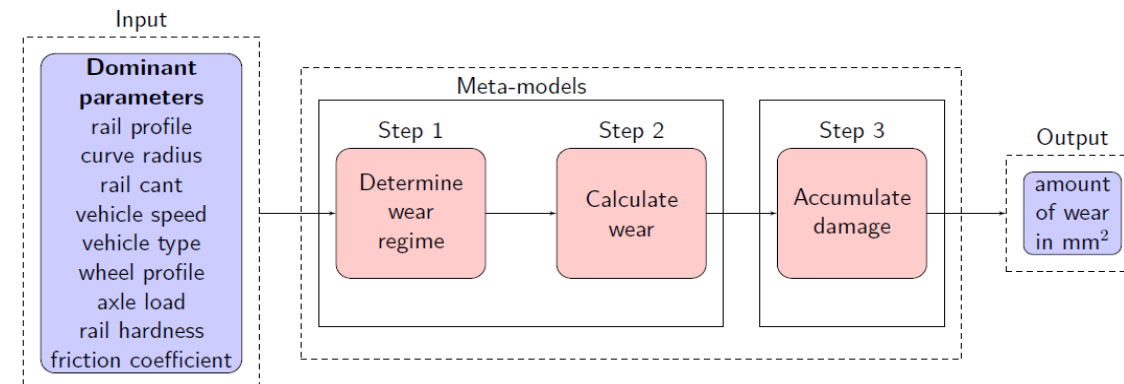 Input
Dominant
parameters
rail profile
curve radius
rail cant
vehicle speed
vehicle type
wheel profile
axle load
rail hardness
friction coefficient
Meta-models
Step 1
Determine
wear
regime
Step 2
Calculate
wear
Step 3
Accumulate
damage
Output
amount
of wear
in mm²